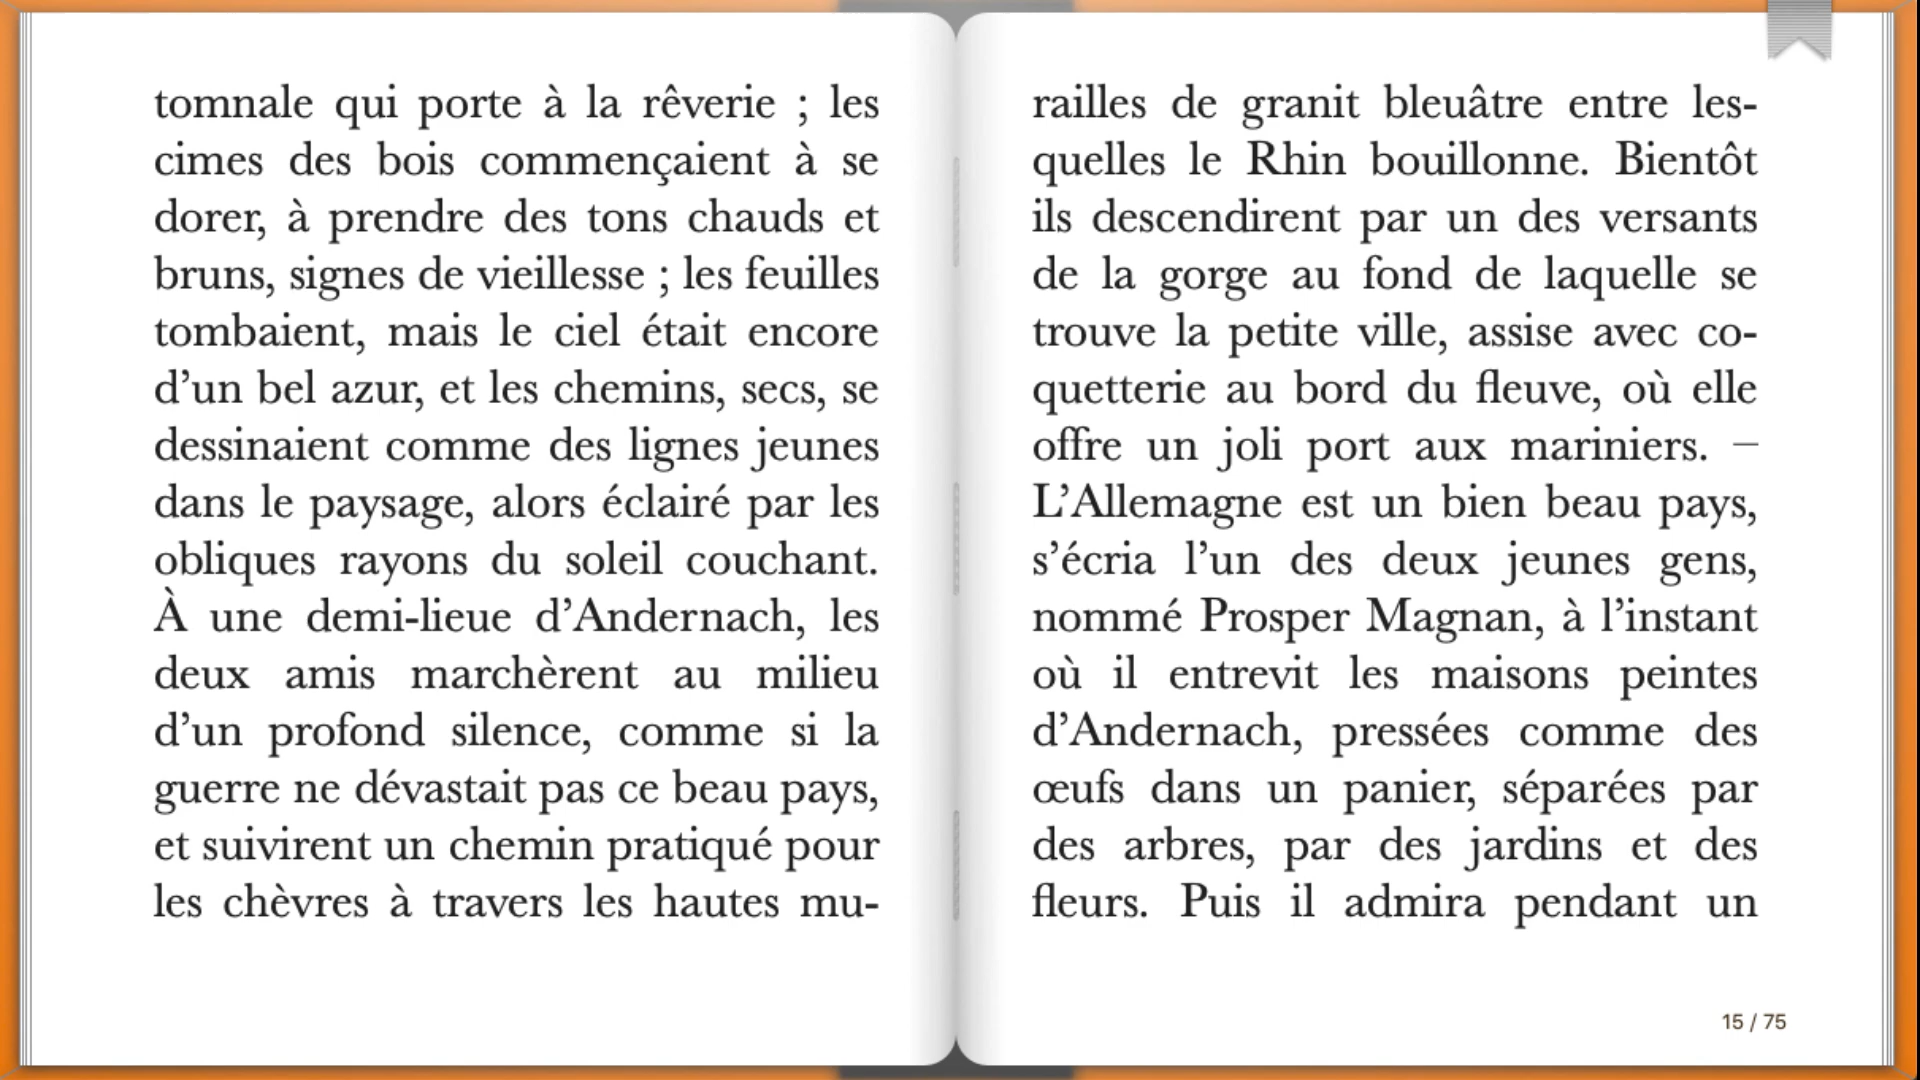 tomnale qui porte à la rêverie ; les
cimes des bois commençaient à se
dorer, à prendre des tons chauds et
bruns, signes de vieillesse ; les feuilles
tombaient, mais le ciel était encore
d’un bel azur, et les chemins, secs, se
dessinaient comme des lignes jeunes
dans le paysage, alors éclairé par les
obliques rayons du soleil couchant.
À une demi-lieue d’Andernach, les
deux amis marchèrent au milieu
d’un profond silence, comme si la
guerre ne dévastait pas ce beau pays,
et suivirent un chemin pratiqué pour
les chèvres à travers les hautes mu-
railles de granit bleuâtre entre les-
quelles le Rhin bouillonne. Bientôt
ils descendirent par un des versants
de la gorge au fond de laquelle se
trouve la petite ville, assise avec co-
quetterie au bord du fleuve, où elle
offre un joli port aux mariniers. –
L’Allemagne est un bien beau pays,
s’écria l’un des deux jeunes gens,
nommé Prosper Magnan, à l’instant
où il entrevit les maisons peintes
d’Andernach, pressées comme des
œufs dans un panier, séparées par
des arbres, par des jardins et des
fleurs. Puis il admira pendant un
15 / 75